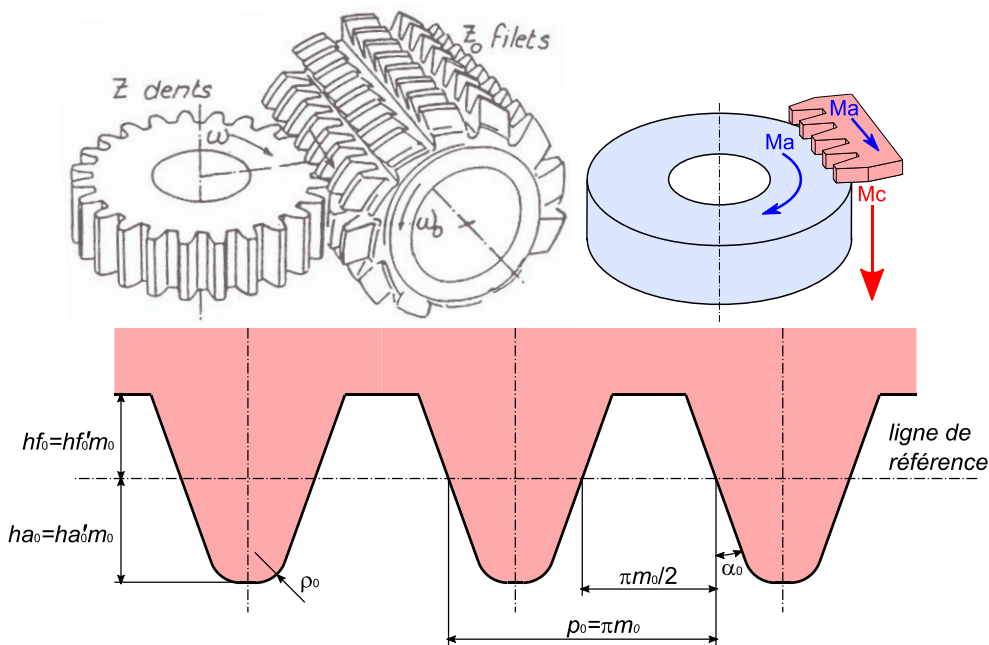 Z dents
ω
Z₀ filets
ω₀
Ma
Ma
Mc
hf₀=hf₀'m₀
ligne de
référence
ha₀=ha₀'m₀
ρ₀
α₀
πm₀/2
p₀=πm₀